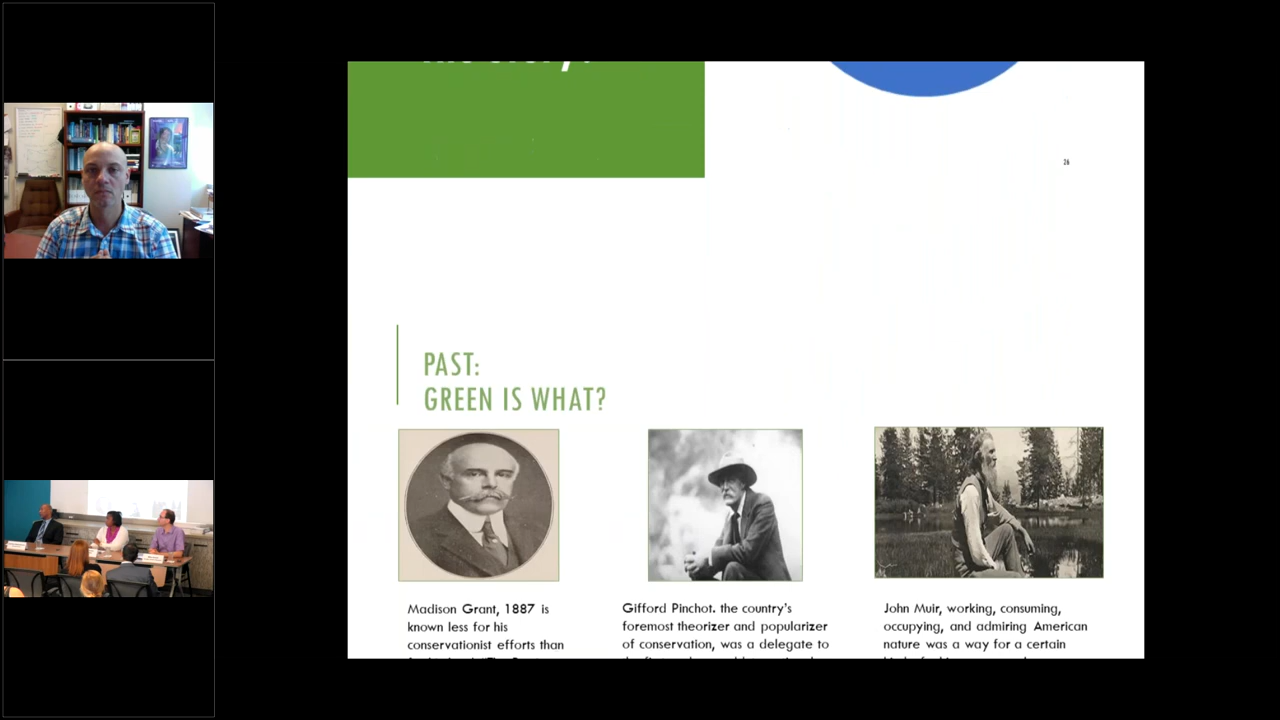 26
PAST:
GREEN IS WHAT?
Madison Grant, 1887 is
known less for his
conservationist efforts than
Gifford Pinchot. the country's
foremost theorizer and popularizer
of conservation, was a delegate to
John Muir, working, consuming,
occupying, and admiring American
nature was a way for a certain